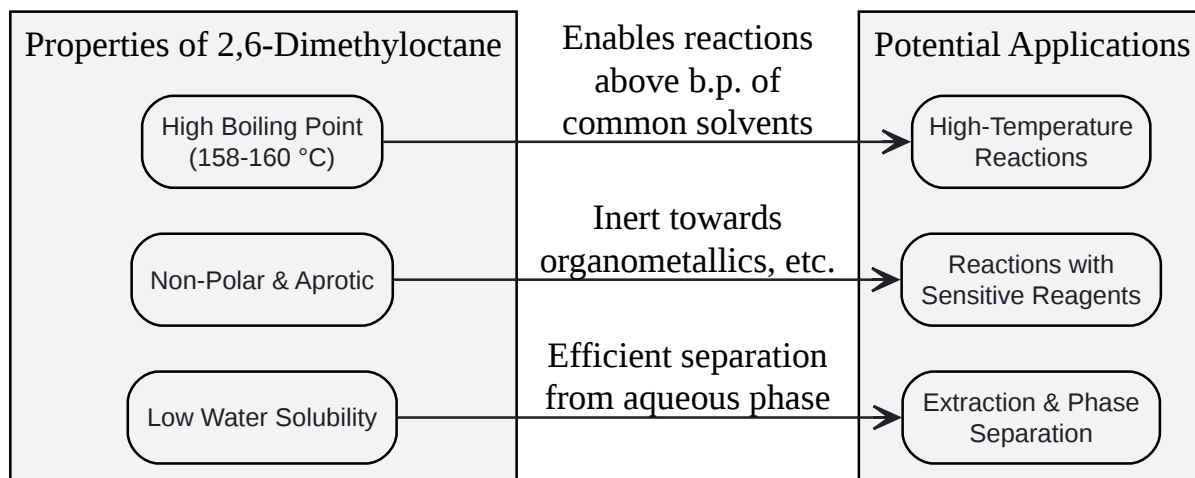 Properties of 2,6-Dimethyloctane
High Boiling Point
(158-160 °C)
Non-Polar & Aprotic
Low Water Solubility
Enables reactions
above b.p. of
common solvents
Inert towards
organometallics, etc.
Efficient separation
from aqueous phase
Potential Applications
High-Temperature
Reactions
Reactions with
Sensitive Reagents
Extraction & Phase
Separation